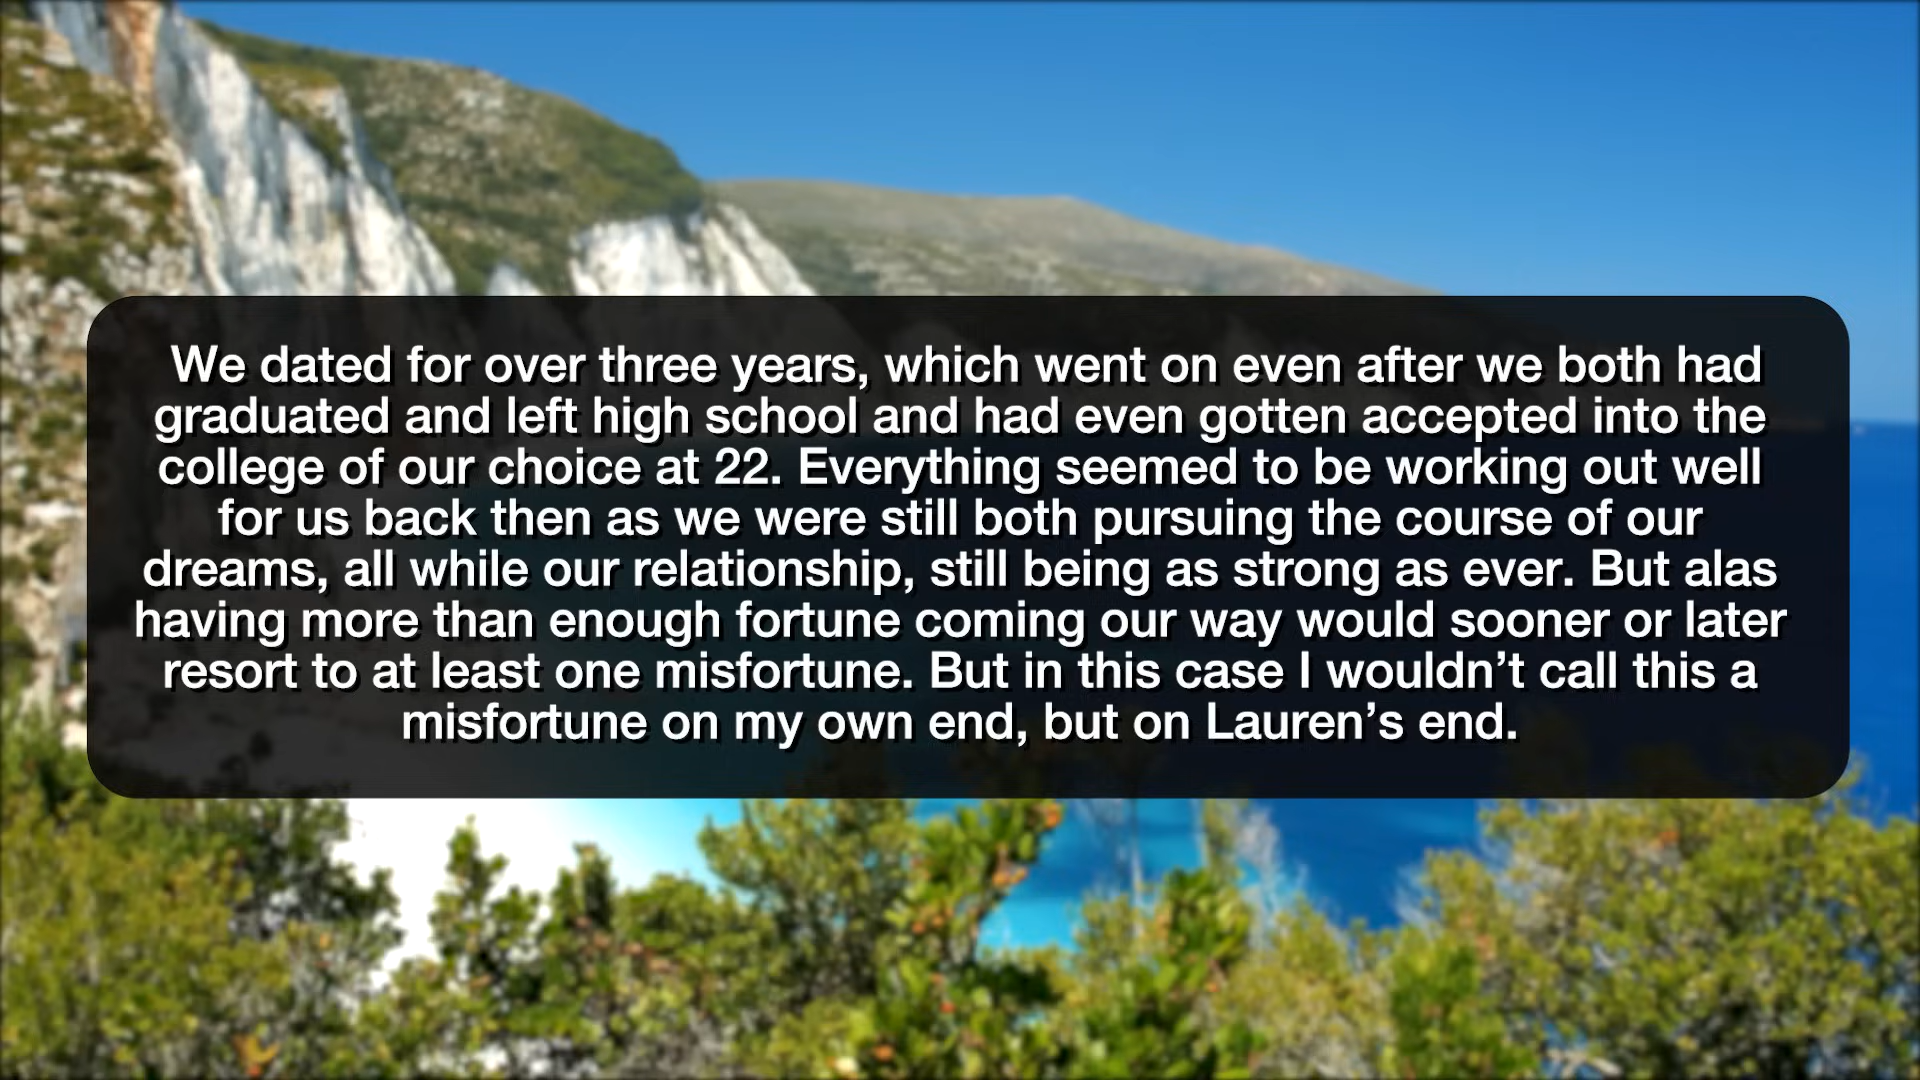 We dated for over three years, which went on even after we both had
graduated and left high school and had even gotten accepted into the
college of our choice at 22. Everything seemed to be working out well
for us back then as we were still both pursuing the course of our
dreams, all while our relationship, still being as strong as ever. But alas
having more than enough fortune coming our way would sooner or later
resort to at least one misfortune. But in this case I wouldn’t call this a
misfortune on my own end, but on Lauren’s end.